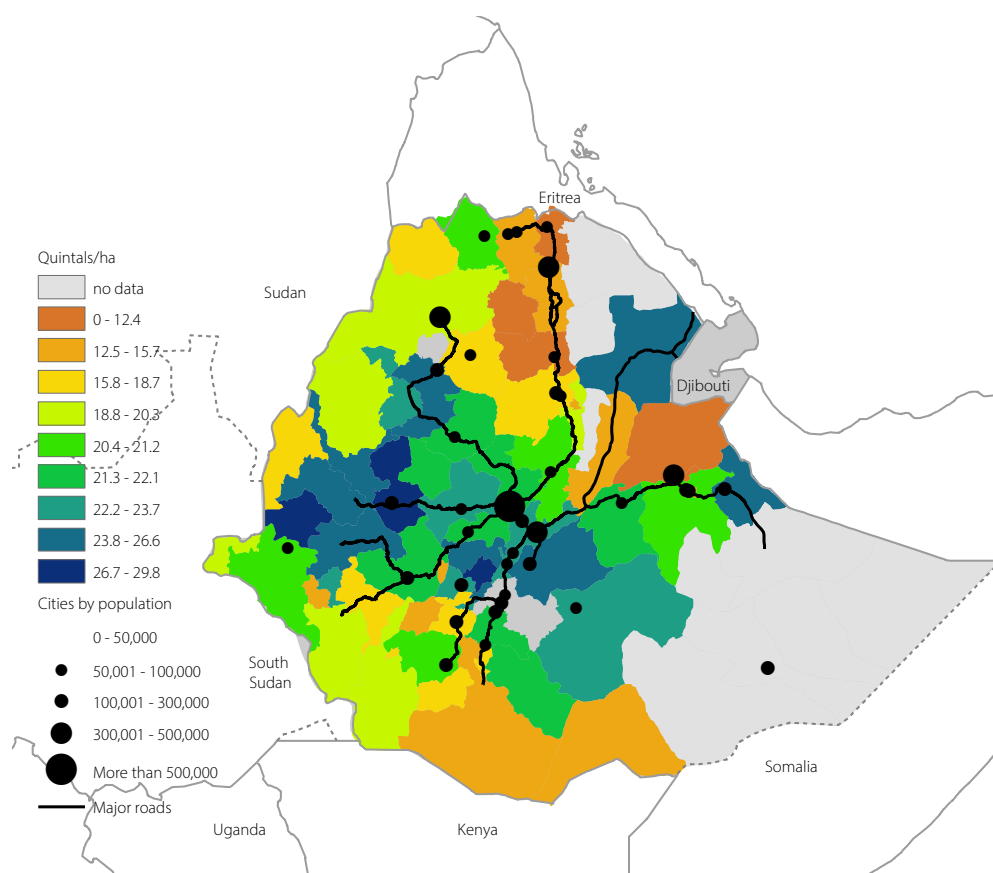 Eritrea
Sudan
Djibouti
South
Sudan
Somalia
Uganda
Kenya
Quintals/ha
no data
0 - 12.4
12.5 - 15.7
15.8 - 18.7
18.8 - 20.3
20.4 - 21.2
21.3 - 22.1
22.2 - 23.7
23.8 - 26.6
26.7 - 29.8
Cities by population
0 - 50,000
50,001 - 100,000
100,001 - 300,000
300,001 - 500,000
More than 500,000
Major roads